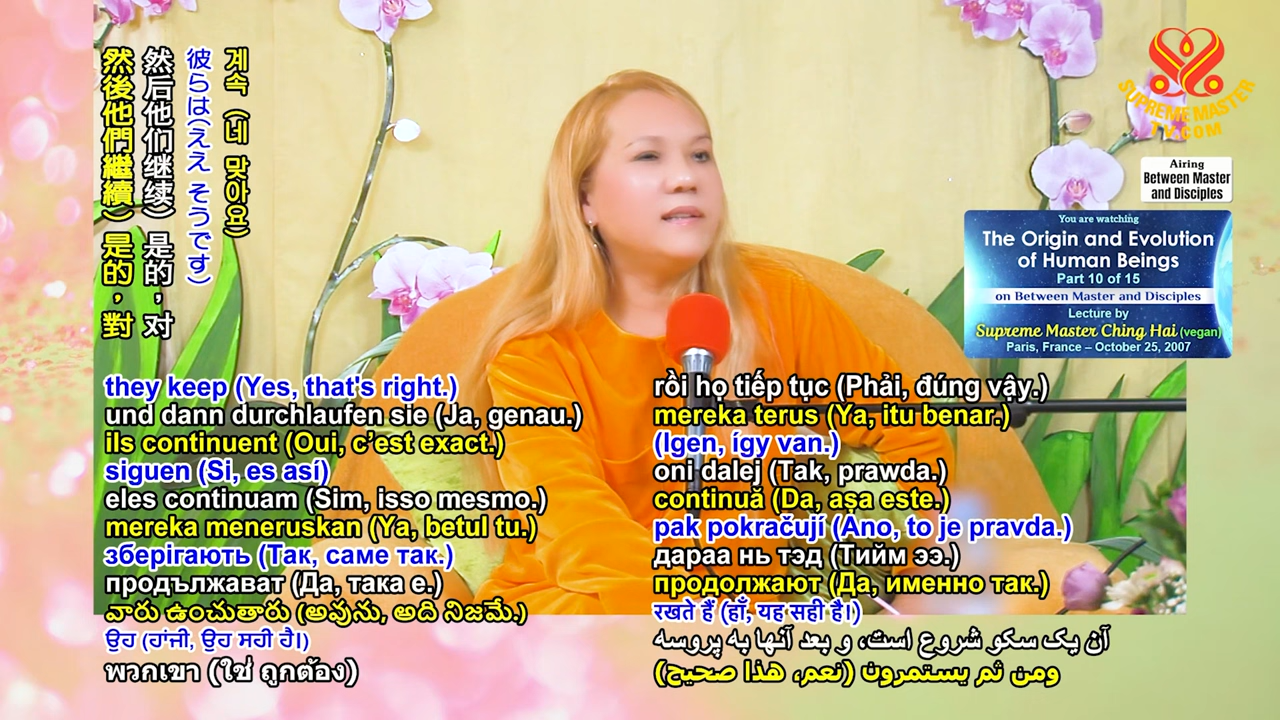 계속 (네 맞아요)
彼らは(ええ そうです)
然后他们继续) 是的，对
然後他們繼續) 是的，對
SUPREME MASTER
TV.COM
Airing
Between Master
and Disciples
You are watching
The Origin and Evolution
of Human Beings
Part 10 of 15
on Between Master and Disciples
Lecture by
Supreme Master Ching Hai (vegan)
Paris, France – October 25, 2007
they keep (Yes, that's right.)
und dann durchlaufen sie (Ja, genau.)
ils continuent (Oui, c’est exact.)
siguen (Si, es así)
eles continuam (Sim, isso mesmo.)
mereka meneruskan (Ya, betul tu.)
зберігають (Так, саме так.)
продължават (Да, така е.)
వారు ఉంచుతారు (అవును, అది నిజమే.)
ਉਹ (ਹਾਂਜੀ, ਉਹ ਸਹੀ ਹੈ।)
พวกเขา (ใช่ ถูกต้อง)
rồi họ tiếp tục (Phải, đúng vậy.)
mereka terus (Ya, itu benar.)
(Igen, így van.)
oni dalej (Tak, prawda.)
continuă (Da, așa este.)
pak pokračují (Ano, to je pravda.)
дараа нь тэд (Тийм ээ.)
продолжают (Да, именно так.)
रखते हैं (हाँ, यह सही है।)
آن یک سکو شروع است، و بعد آنها به پروسه
ومن ثم يستمرون (نعم، هذا صحيح)